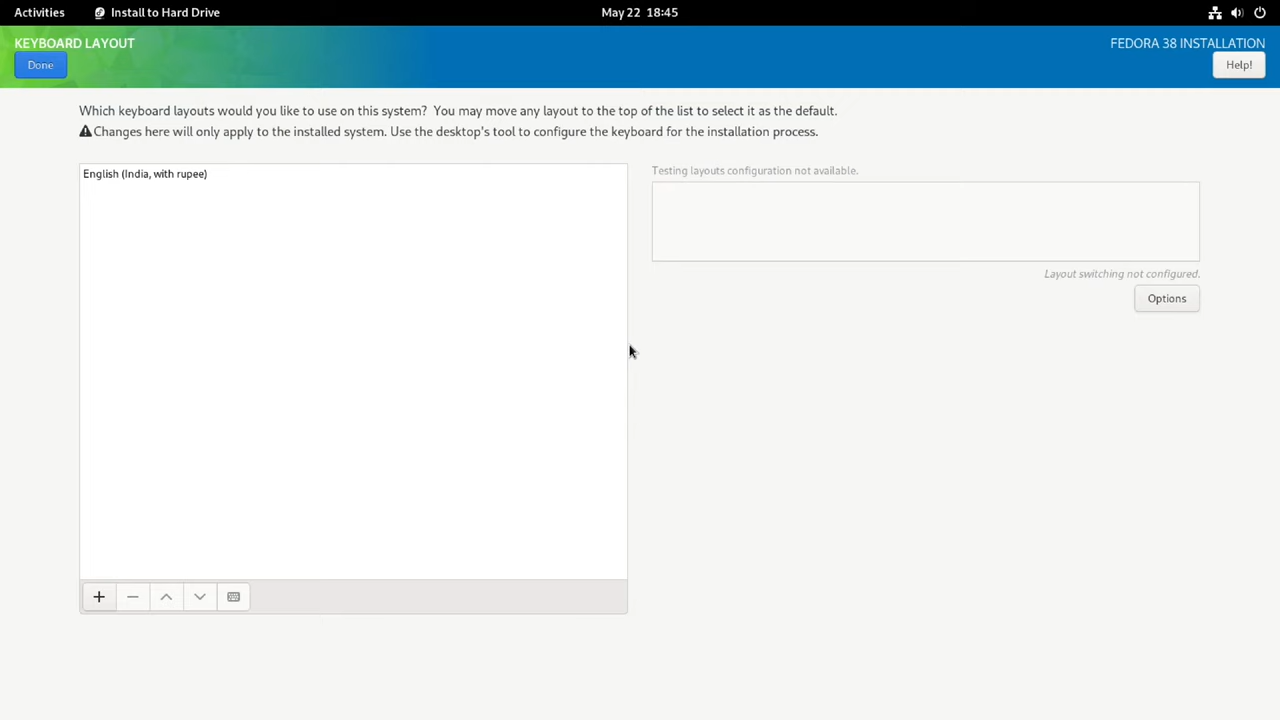 Activities
Install to Hard Drive
May 22 18:45
KEYBOARD LAYOUT
FEDORA 38 INSTALLATION
Done
Help!
Which keyboard layouts would you like to use on this system? You may move any layout to the top of the list to select it as the default.
Changes here will only apply to the installed system. Use the desktop's tool to configure the keyboard for the installation process.
English (India, with rupee)
Testing layouts configuration not available.
Layout switching not configured.
Options